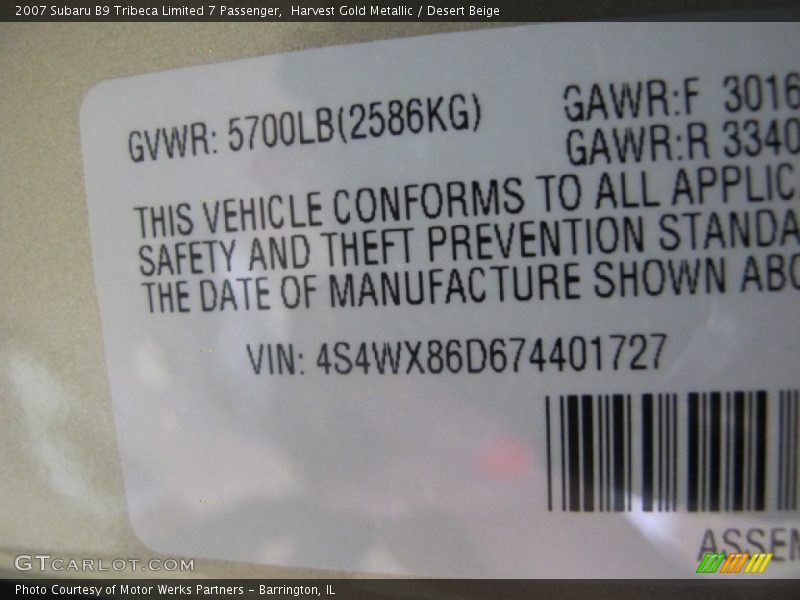 2007 Subaru B9 Tribeca Limited 7 Passenger,  Harvest Gold Metallic / Desert Beige
GVWR: 5700LB(2586KG)
GAWR:F 3016
GAWR:R 3340
THIS VEHICLE CONFORMS TO ALL APPLIC
SAFETY AND THEFT PREVENTION STANDA
THE DATE OF MANUFACTURE SHOWN ABO
VIN: 4S4WX86D674401727
ASSEM
GTCARLOT.COM
Photo Courtesy of Motor Werks Partners - Barrington, IL